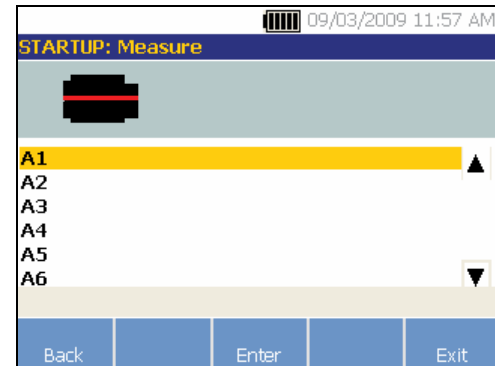 09/03/2009 11:57 AM
STARTUP: Measure
A1
A2
A3
A4
A5
A6
Back Enter Exit